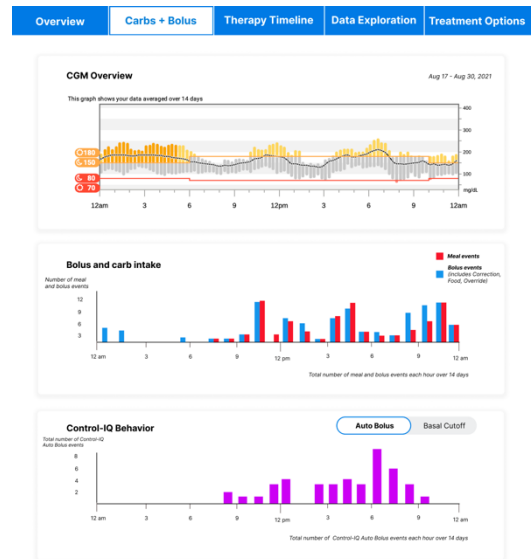 Overview Carbs + Bolus Therapy Timeline Data Exploration Treatment Options
CGM Overview
Aug 17 - Aug 30, 2021
This graph shows your data averaged over 14 days
400
300
200
100
mg/dL
180
150
80
70
12am 3 6 9 12pm 3 6 9 12am
Bolus and carb intake
Meal events
Bolus events
(includes Correction,
Food, Override)
Number of meal
and bolus events
12
9
6
3
12 am 3 6 9 12 pm 3 6 9 12 am
Total number of meal and bolus events each hour over 14 days
Control-IQ Behavior
Auto Bolus Basal Cutoff
Total number of Control-IQ
Auto Bolus events
8
6
4
2
12 am 3 6 9 12 pm 3 6 9 12 am
Total number of Control-IQ Auto Bolus events each hour over 14 days